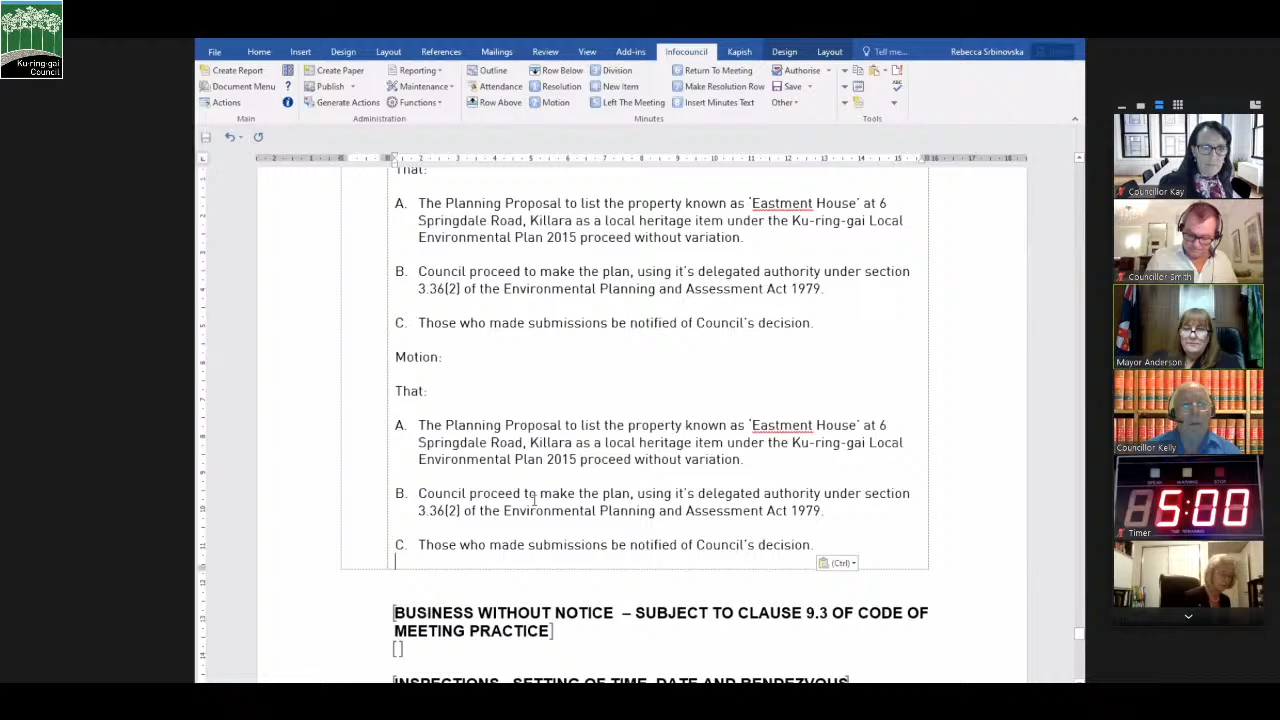 Ku-ring-gai
Council
File Home Insert Design Layout References Mailings Review View Add-ins Infocouncil Kapish Design Layout Tell me... Rebecca Srbinovska
Create Report Create Paper Reporting Outline Row Below Division Return To Meeting Authorise
Document Menu ? Publish Maintenance Attendance Resolution New Item Make Resolution Row Save
Actions Generate Actions Functions Row Above Motion Left The Meeting Insert Minutes Text Other
Main Administration Minutes Tools
That:
A. The Planning Proposal to list the property known as ‘Eastment House’ at 6
Springdale Road, Killara as a local heritage item under the Ku-ring-gai Local
Environmental Plan 2015 proceed without variation.
B. Council proceed to make the plan, using it’s delegated authority under section
3.36(2) of the Environmental Planning and Assessment Act 1979.
C. Those who made submissions be notified of Council’s decision.
Motion:
That:
A. The Planning Proposal to list the property known as ‘Eastment House’ at 6
Springdale Road, Killara as a local heritage item under the Ku-ring-gai Local
Environmental Plan 2015 proceed without variation.
B. Council proceed to make the plan, using it’s delegated authority under section
3.36(2) of the Environmental Planning and Assessment Act 1979.
C. Those who made submissions be notified of Council’s decision.
(Ctrl)
BUSINESS WITHOUT NOTICE – SUBJECT TO CLAUSE 9.3 OF CODE OF
MEETING PRACTICE
INSPECTIONS – SETTING OF TIME, DATE AND RENDEZVOUS
Councillor Kay
Councillor Smith
Mayor Anderson
Councillor Kelly
5:00
Timer